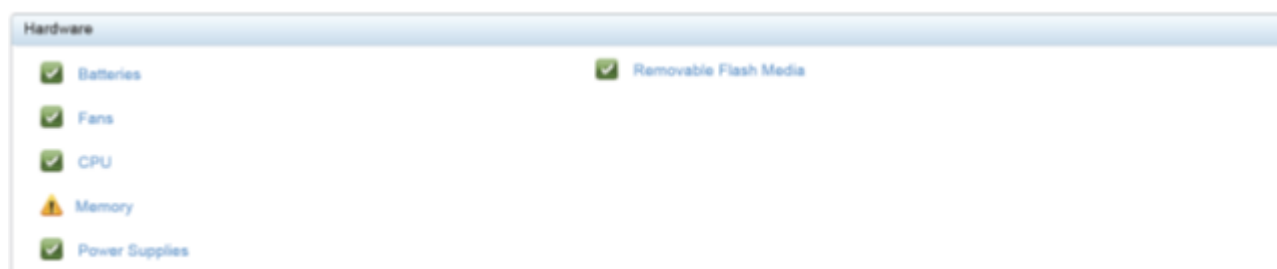 Hardware
Batteries
Removable Flash Media
Fans
CPU
Memory
Power Supplies